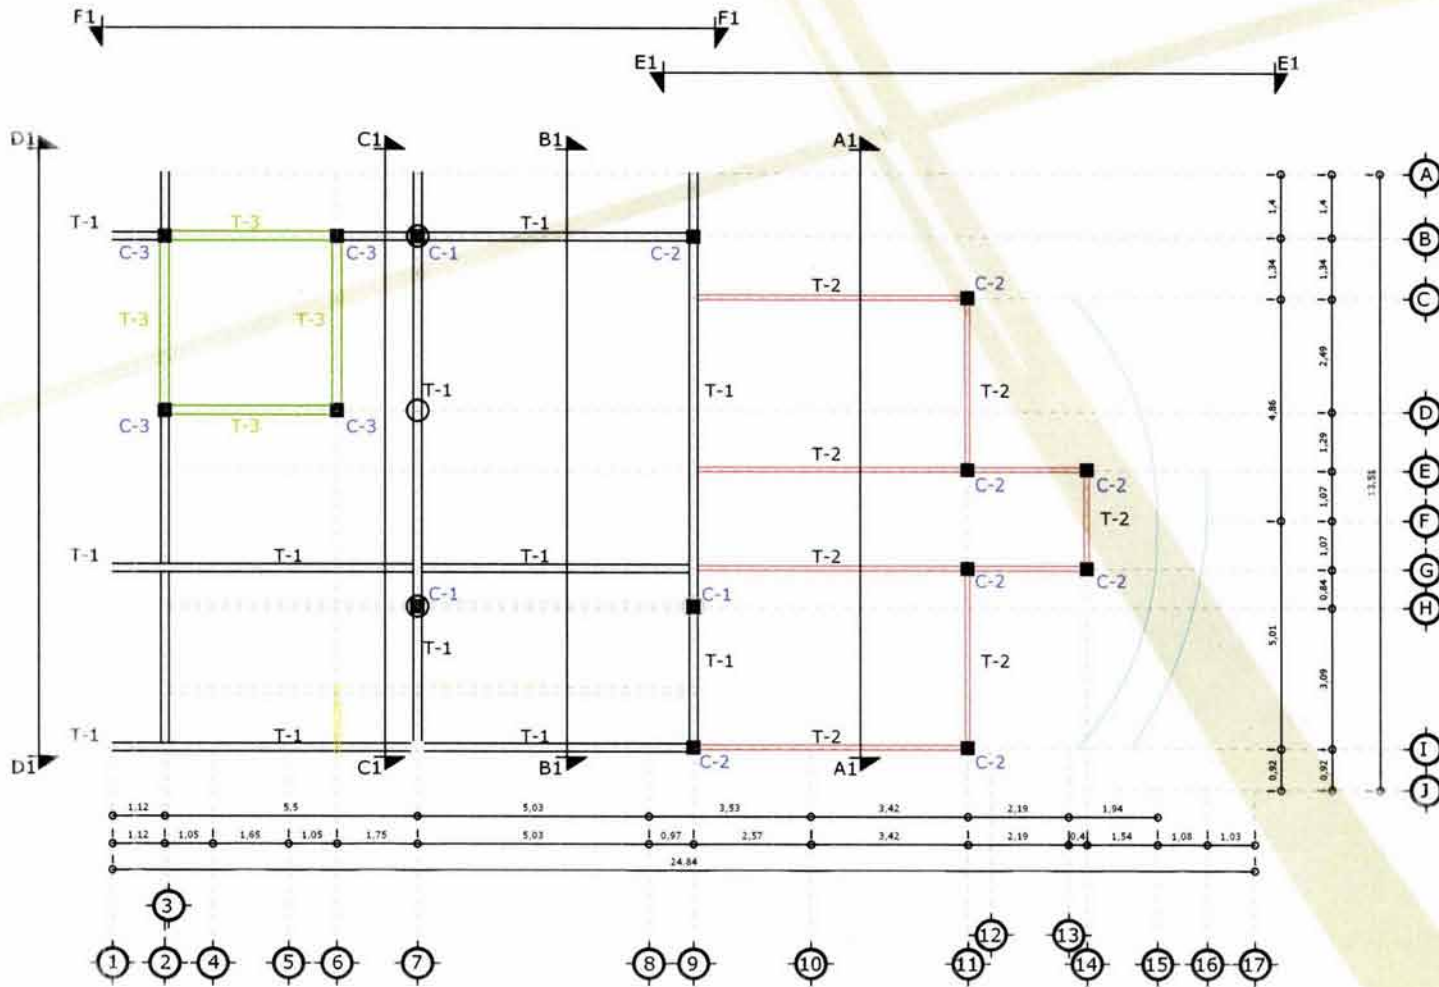 F1 F1
E1 E1
D1 C1 B1 A1
A
T-1 T-3 T-1
B
C-3 C-3 C-1 C-2
T-2 C-2
C
T-3 T-3
T-1 T-1 T-2
D
C-3 T-3 C-3
T-2
E
C-2 C-2
T-2
F
T-1 T-1 T-1 T-2
C-2 C-2
G
C-1 C-1
H
T-1 T-1 T-2
T-1 T-1 T-1 T-2
I
C-2 C-2
D1 C1 B1 A1
J
1,4 1,34 4,86 5,01 0,92
1,4 1,34 2,49 1,29 1,07 1,07 0,84 3,09 0,92
13,51
1,12 5,5 5,03 3,53 3,42 2,19 1,94
1,12 1,05 1,65 1,05 1,75 5,03 0,97 2,57 3,42 2,19 0,4 1,54 1,08 1,03
24.84
3
12 13
1 2 4 5 6 7 8 9 10 11 14 15 16 17